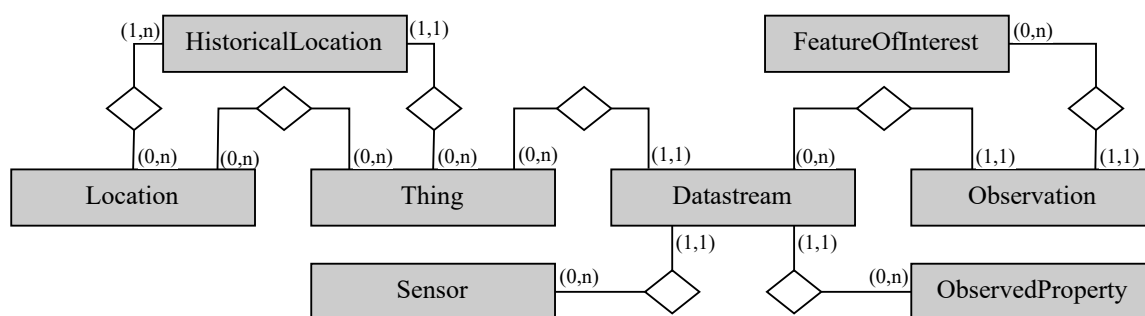 (1,n) HistoricalLocation (1,1) FeatureOfInterest (0,n)
(0,n) (0,n) (0,n) (0,n) (0,n) (1,1) (0,n) (1,1) (1,1)
Location Thing Datastream Observation
(1,1) (1,1)
Sensor (0,n) (0,n) ObservedProperty